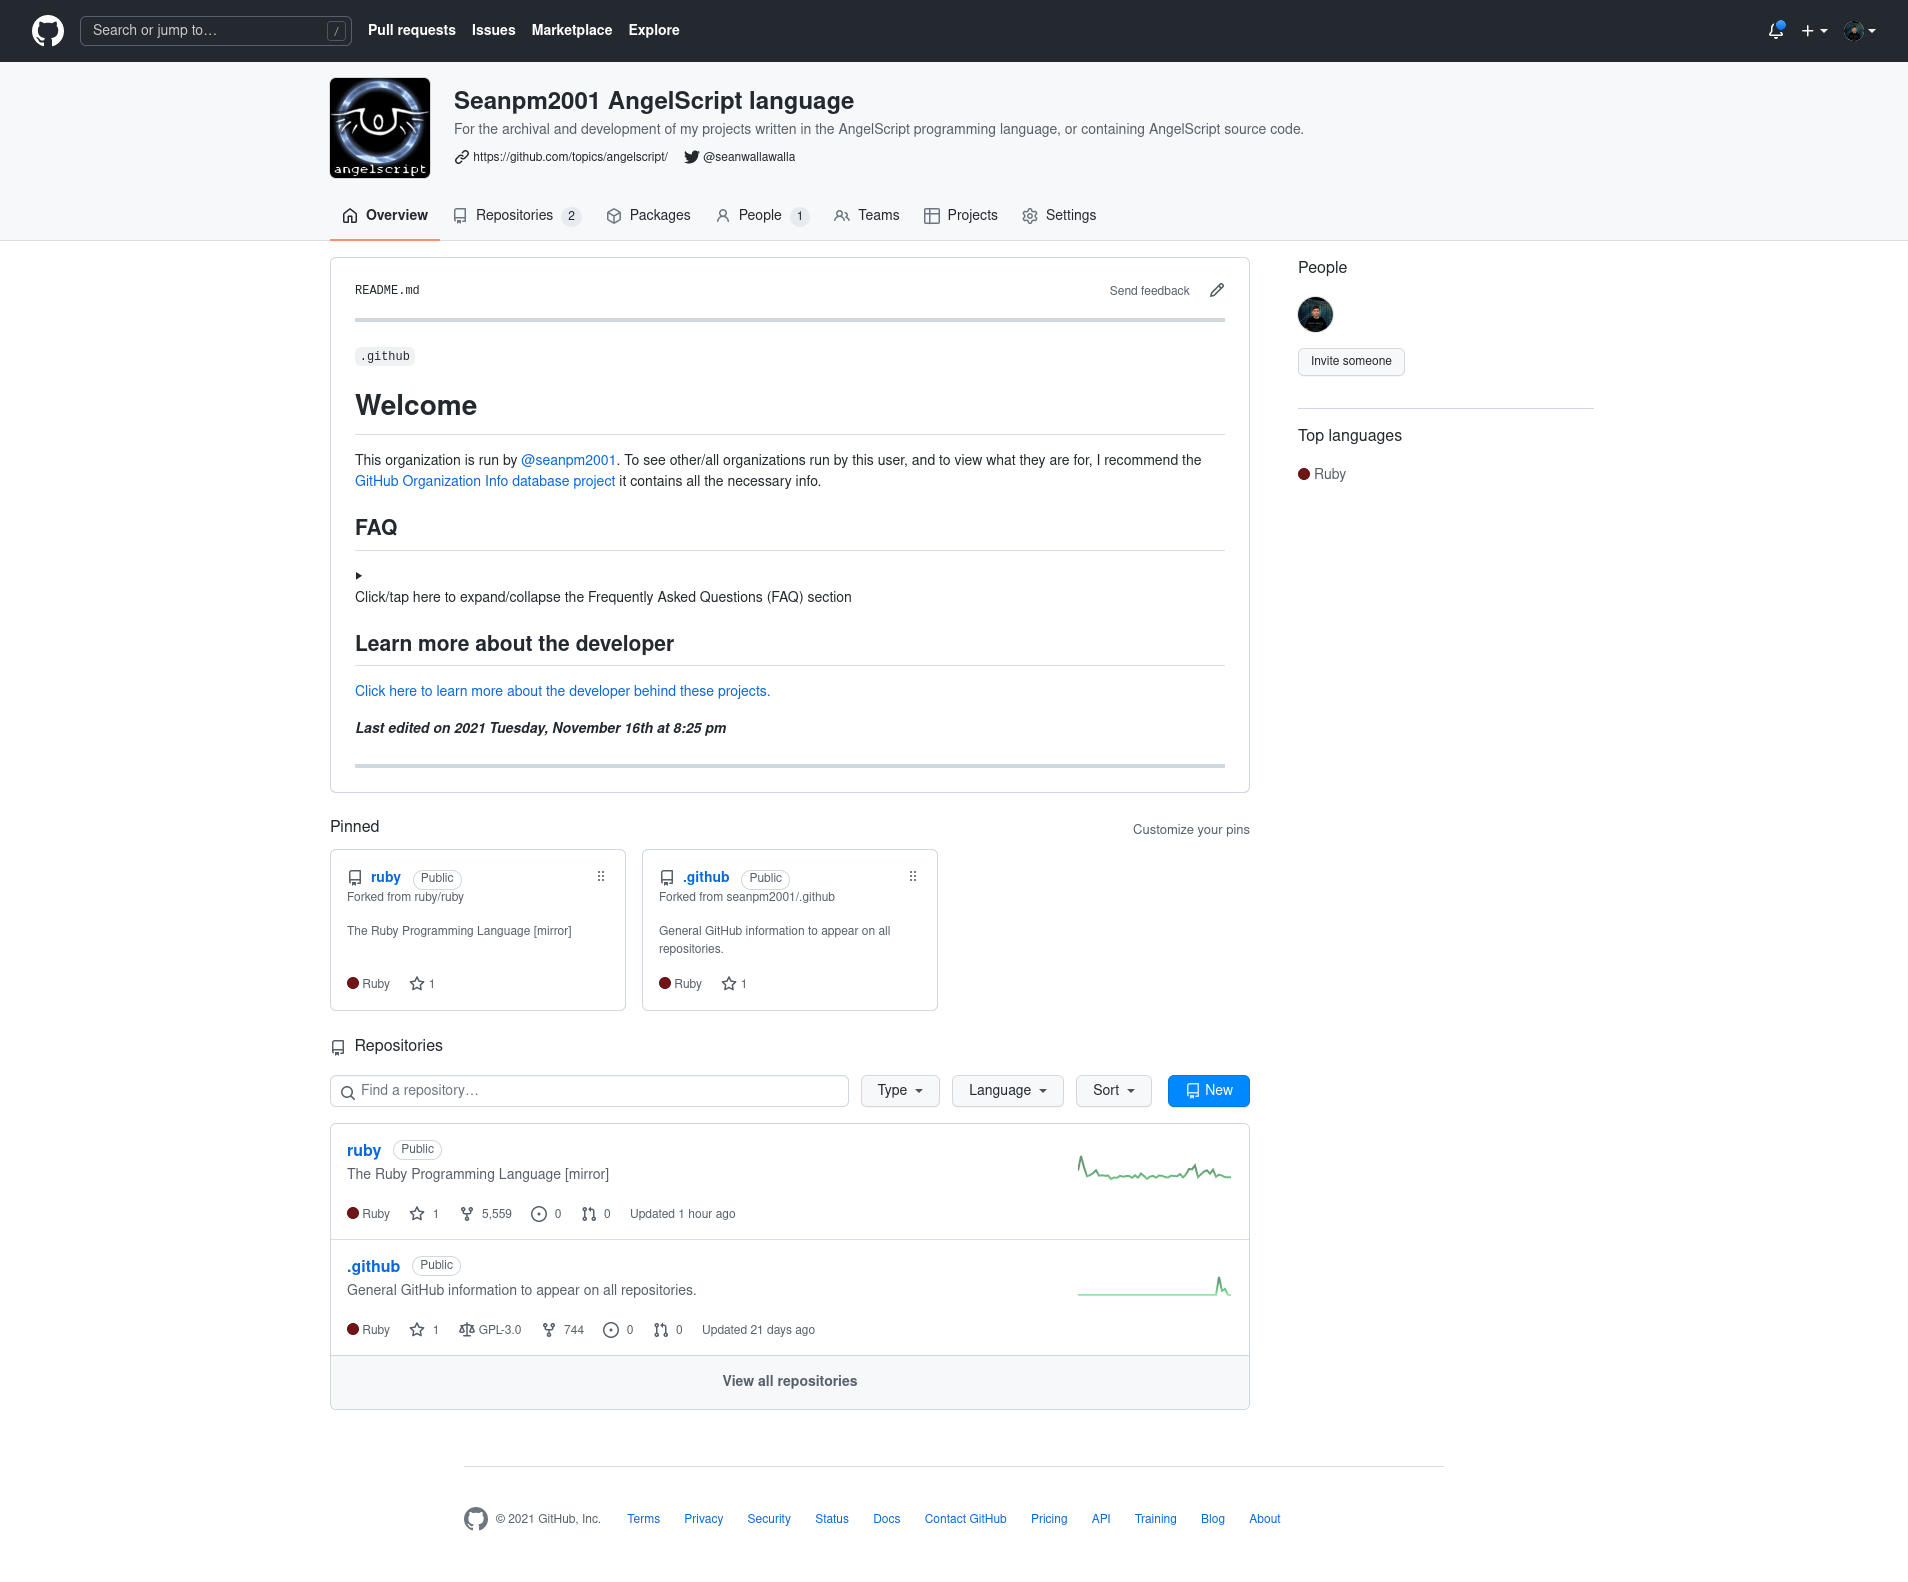 Search or jump to…
/
Pull requests
Issues
Marketplace
Explore
angelscript
Seanpm2001 AngelScript language
For the archival and development of my projects written in the AngelScript programming language, or containing AngelScript source code.
https://github.com/topics/angelscript/
@seanwallawalla
Overview
Repositories 2
Packages
People 1
Teams
Projects
Settings
README.md
Send feedback
.github
Welcome
This organization is run by @seanpm2001. To see other/all organizations run by this user, and to view what they are for, I recommend the
GitHub Organization Info database project it contains all the necessary info.
FAQ
Click/tap here to expand/collapse the Frequently Asked Questions (FAQ) section
Learn more about the developer
Click here to learn more about the developer behind these projects.
Last edited on 2021 Tuesday, November 16th at 8:25 pm
People
Invite someone
Top languages
Ruby
Pinned
Customize your pins
ruby Public
Forked from ruby/ruby
The Ruby Programming Language [mirror]
Ruby 1
.github Public
Forked from seanpm2001/.github
General GitHub information to appear on all
repositories.
Ruby 1
Repositories
Find a repository…
Type
Language
Sort
New
ruby Public
The Ruby Programming Language [mirror]
Ruby 1 5,559 0 0 Updated 1 hour ago
.github Public
General GitHub information to appear on all repositories.
Ruby 1 GPL-3.0 744 0 0 Updated 21 days ago
View all repositories
© 2021 GitHub, Inc.
Terms
Privacy
Security
Status
Docs
Contact GitHub
Pricing
API
Training
Blog
About